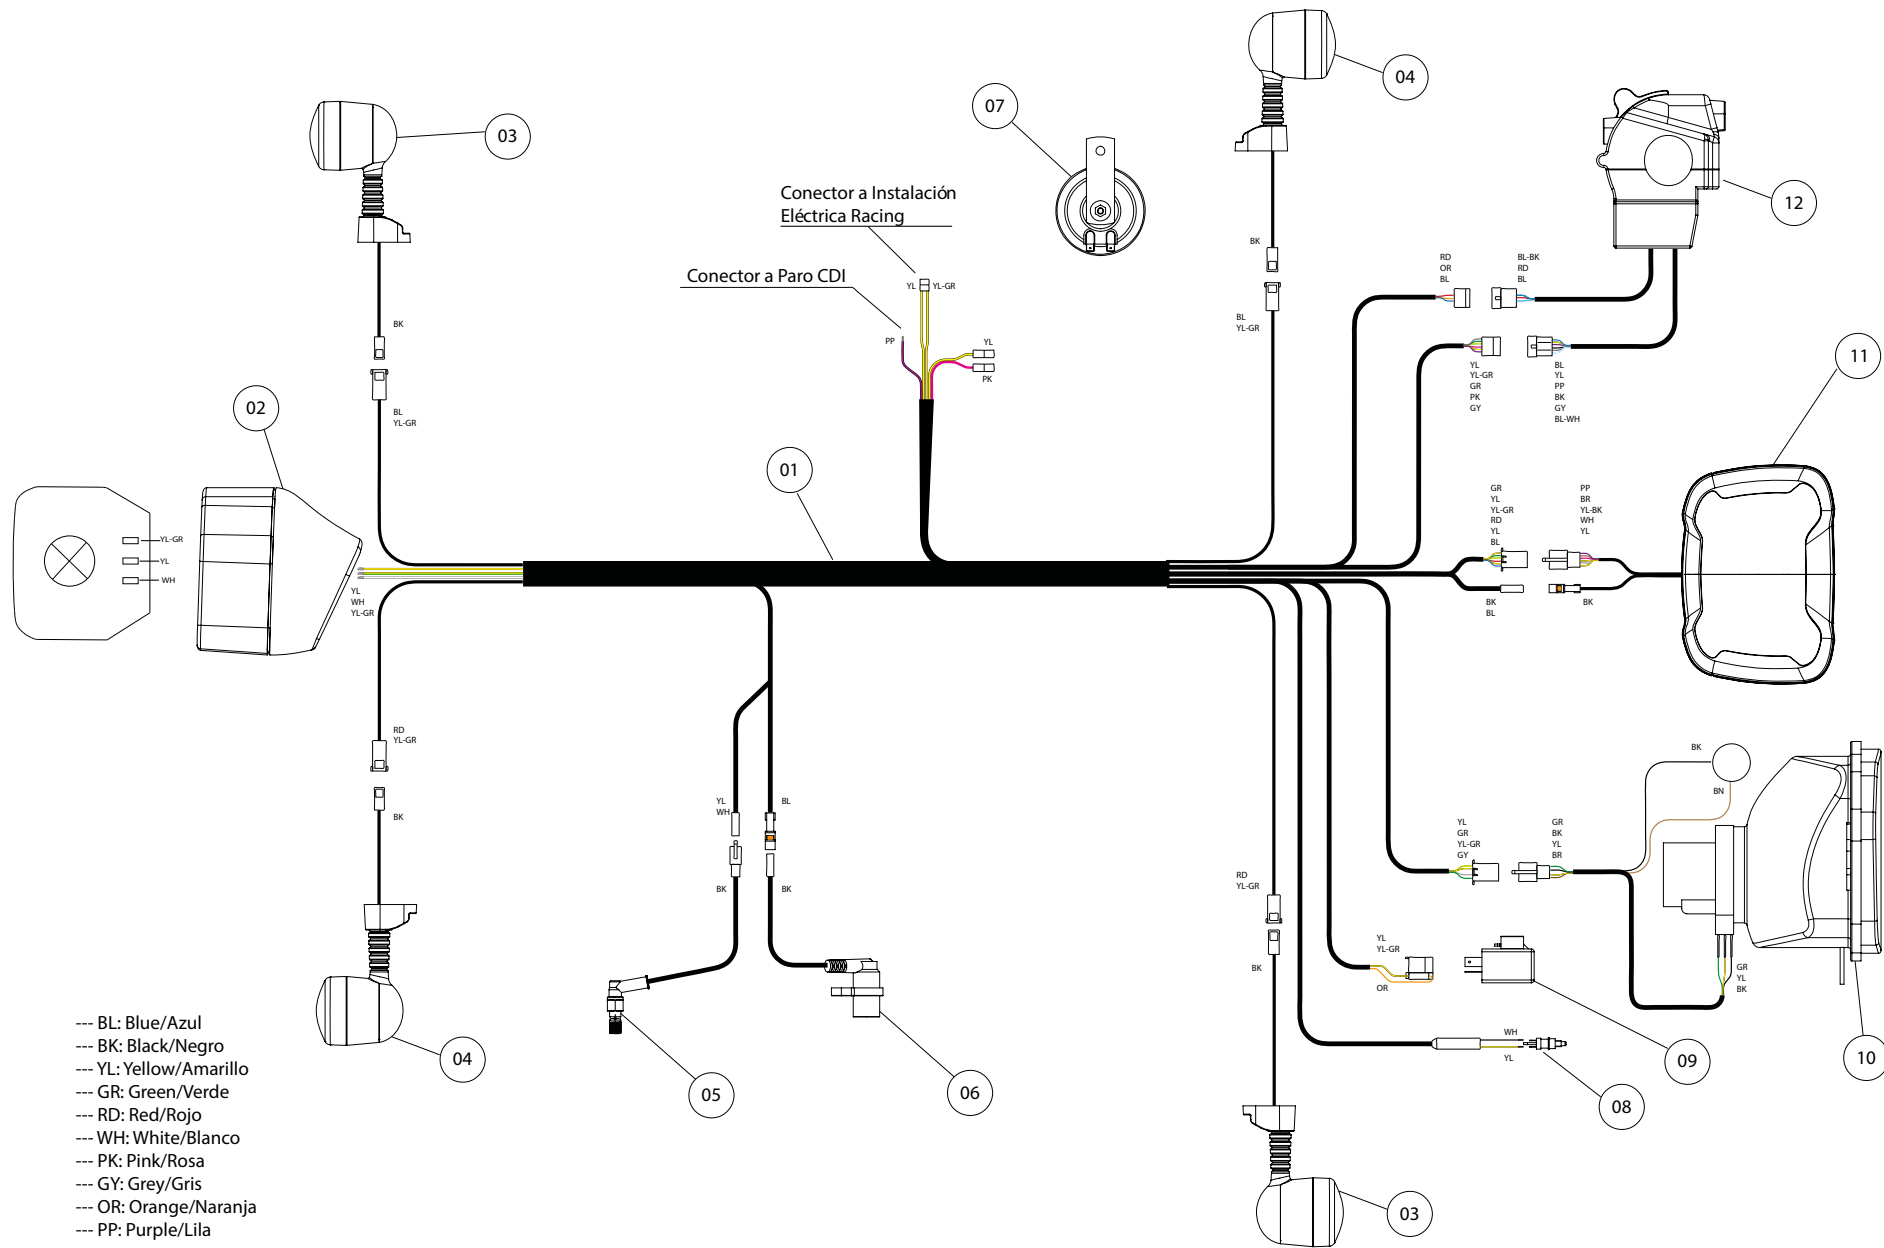 04
03
07
12
Conector a Instalación
Eléctrica Racing
Conector a Paro CDI
YL
YL-GR
PP
YL
PK
BK
BL
YL-GR
RD
OR
BL
BL-BK
RD
BL
YL
YL-GR
GR
PK
GY
BL
YL
PP
BK
GY
BL-WH
BK
BL
YL-GR
11
02
01
YL-GR
YL
WH
YL
WH
YL-GR
GR
YL
YL-GR
RD
YL
BL
PP
BR
YL-BK
WH
YL
BK
BL
BK
RD
YL-GR
BK
YL
WH
BL
BK
BK
BK
BN
YL
GR
YL-GR
GY
GR
BK
YL
BR
RD
YL-GR
BK
YL
YL-GR
OR
GR
YL
BK
WH
YL
04
05
06
08
09
10
03
--- BL: Blue/Azul
--- BK: Black/Negro
--- YL: Yellow/Amarillo
--- GR: Green/Verde
--- RD: Red/Rojo
--- WH: White/Blanco
--- PK: Pink/Rosa
--- GY: Grey/Gris
--- OR: Orange/Naranja
--- PP: Purple/Lila